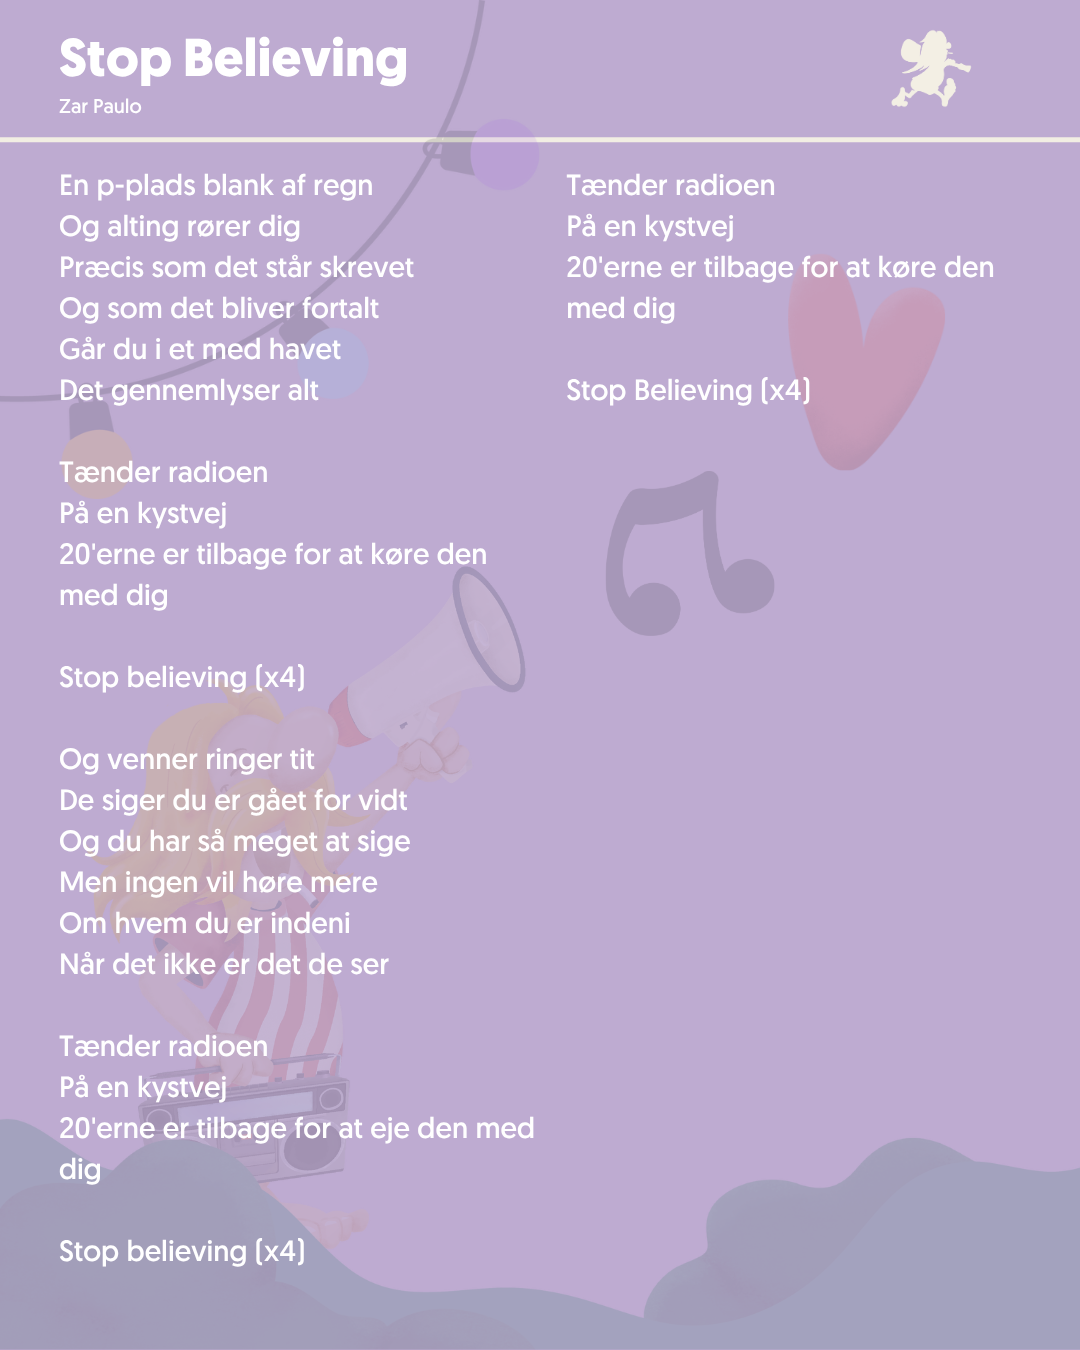 Stop Believing
Zar Paulo
En p-plads blank af regn
Og alting rører dig
Præcis som det står skrevet
Og som det bliver fortalt
Går du i et med havet
Det gennemlyser alt
Tænder radioen
På en kystvej
20'erne er tilbage for at køre den
med dig
Stop believing (x4)
Og venner ringer tit
De siger du er gået for vidt
Og du har så meget at sige
Men ingen vil høre mere
Om hvem du er indeni
Når det ikke er det de ser
Tænder radioen
På en kystvej
20'erne er tilbage for at eje den med
dig
Stop believing (x4)
Tænder radioen
På en kystvej
20'erne er tilbage for at køre den
med dig
Stop Believing (x4)